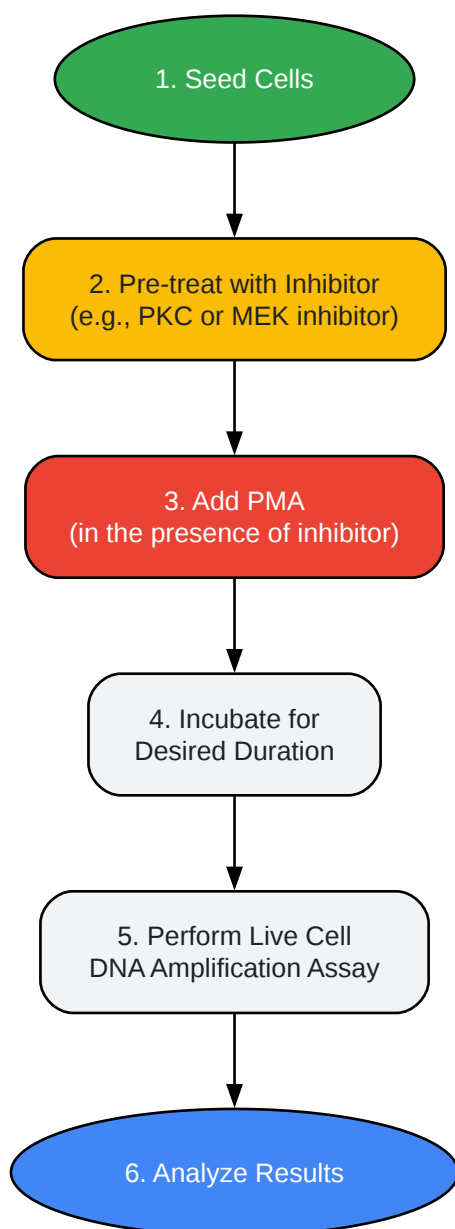 1. Seed Cells
2. Pre-treat with Inhibitor
(e.g., PKC or MEK inhibitor)
3. Add PMA
(in the presence of inhibitor)
4. Incubate for
Desired Duration
5. Perform Live Cell
DNA Amplification Assay
6. Analyze Results